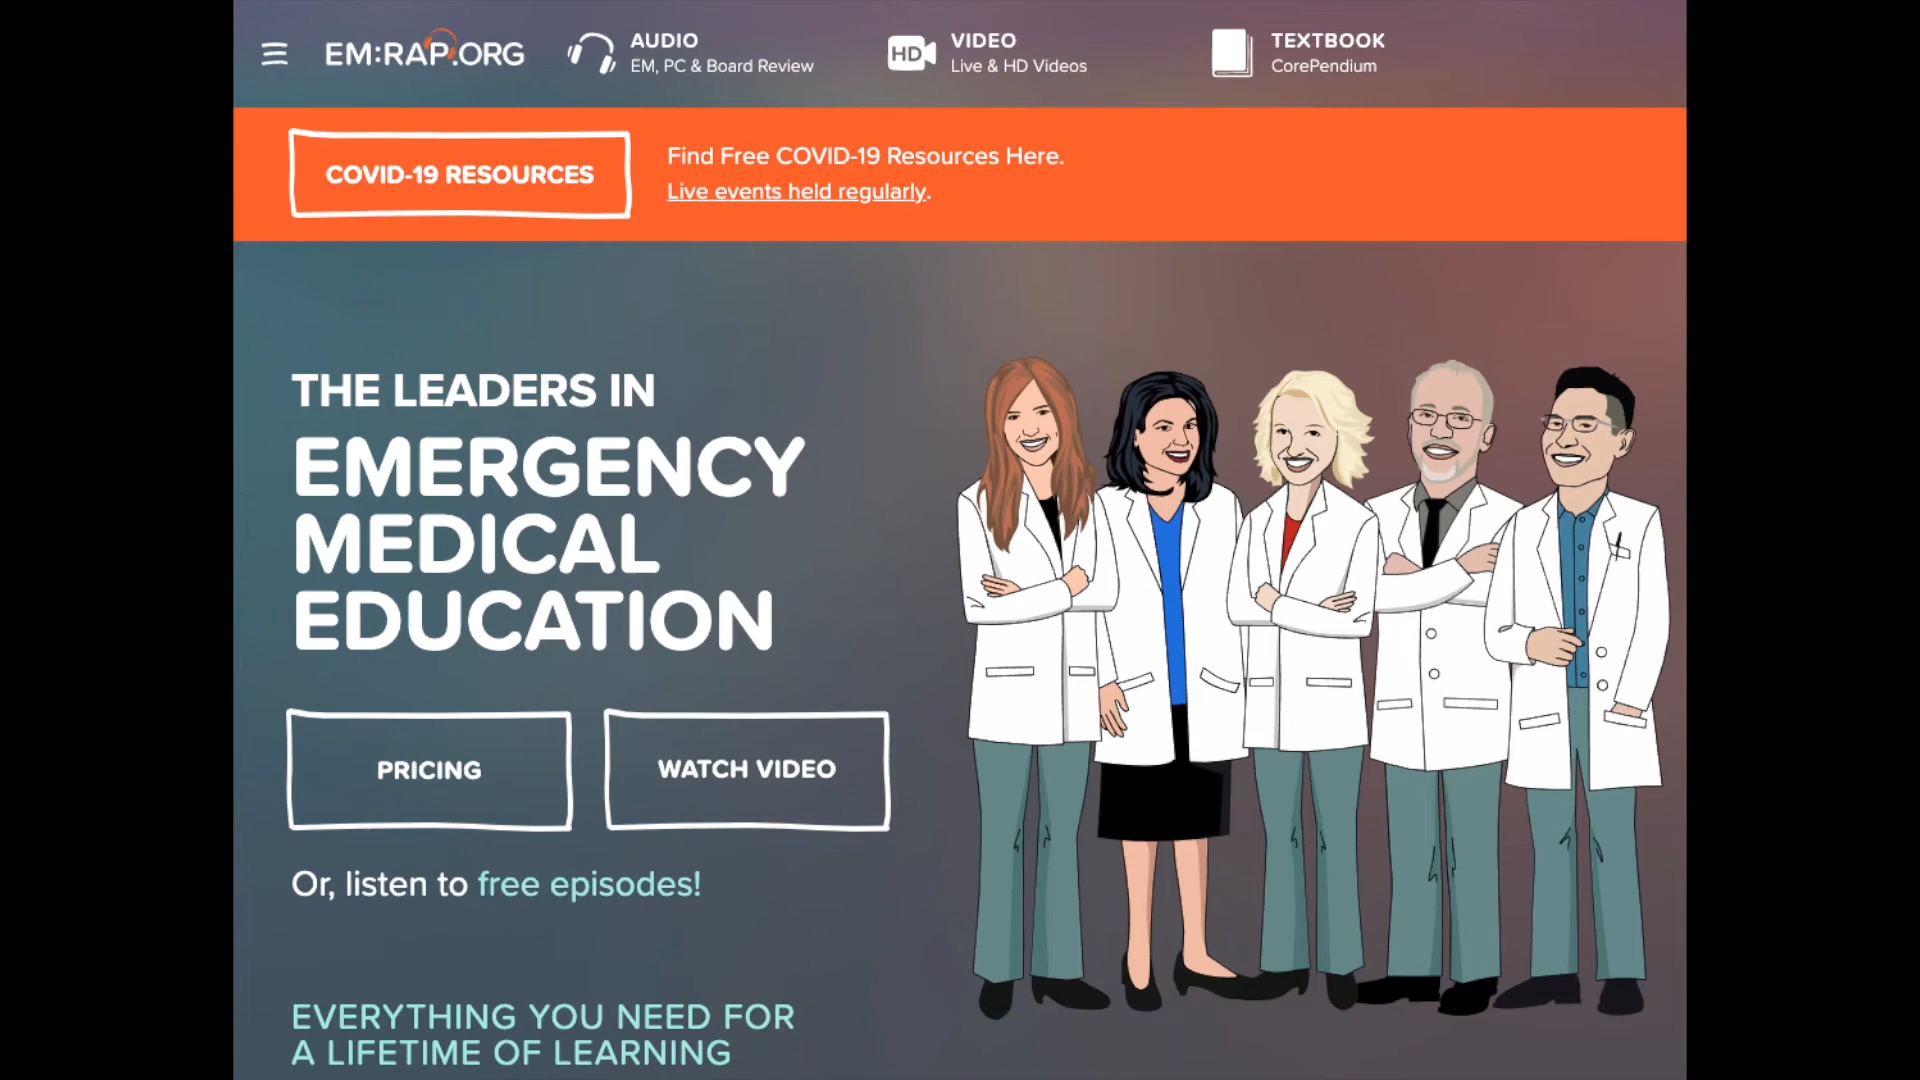 EM:RAP.ORG
AUDIO
EM, PC & Board Review
HD
VIDEO
Live & HD Videos
TEXTBOOK
CorePendium
COVID-19 RESOURCES
Find Free COVID-19 Resources Here.
Live events held regularly.
THE LEADERS IN
EMERGENCY
MEDICAL
EDUCATION
PRICING
WATCH VIDEO
Or, listen to free episodes!
EVERYTHING YOU NEED FOR
A LIFETIME OF LEARNING